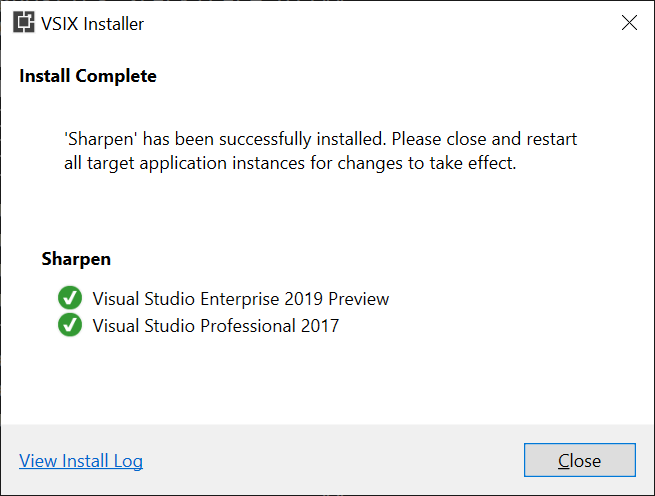 VSIX Installer
Install Complete
'Sharpen' has been successfully installed. Please close and restart
all target application instances for changes to take effect.
Sharpen
Visual Studio Enterprise 2019 Preview
Visual Studio Professional 2017
View Install Log
Close